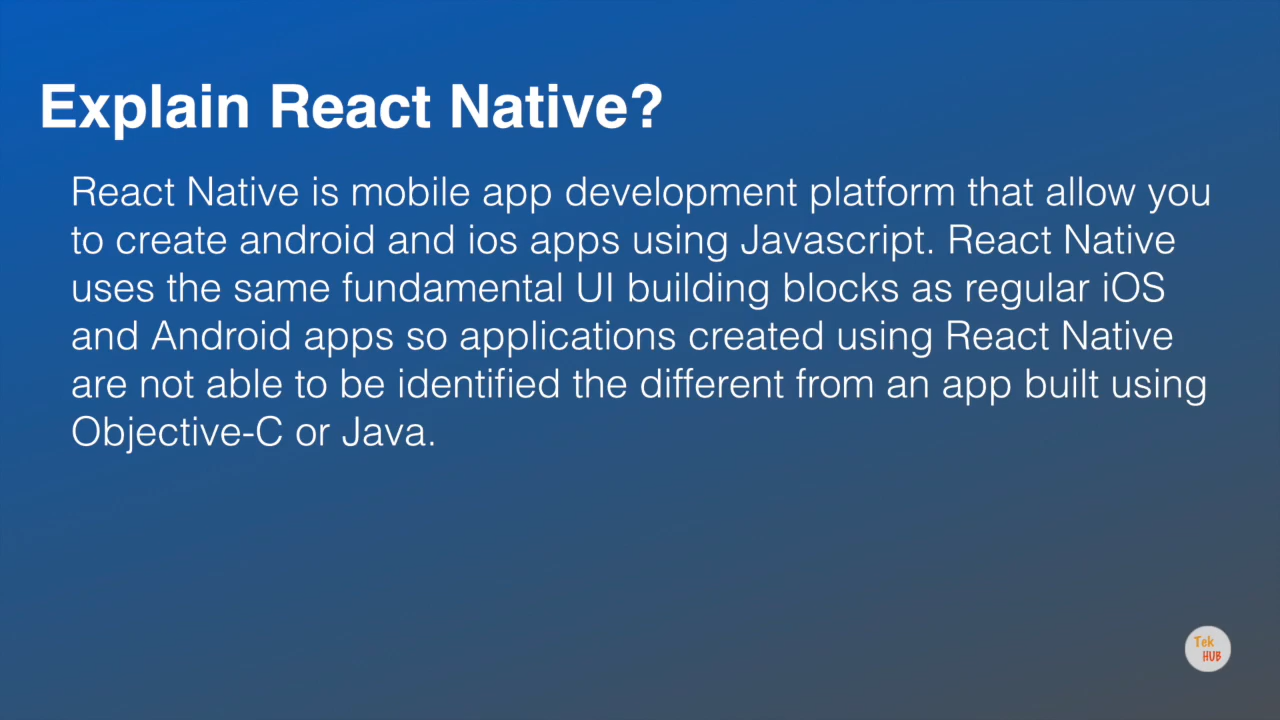 Explain React Native?
React Native is mobile app development platform that allow you
to create android and ios apps using Javascript. React Native
uses the same fundamental UI building blocks as regular iOS
and Android apps so applications created using React Native
are not able to be identified the different from an app built using
Objective-C or Java.
Tek
HUB